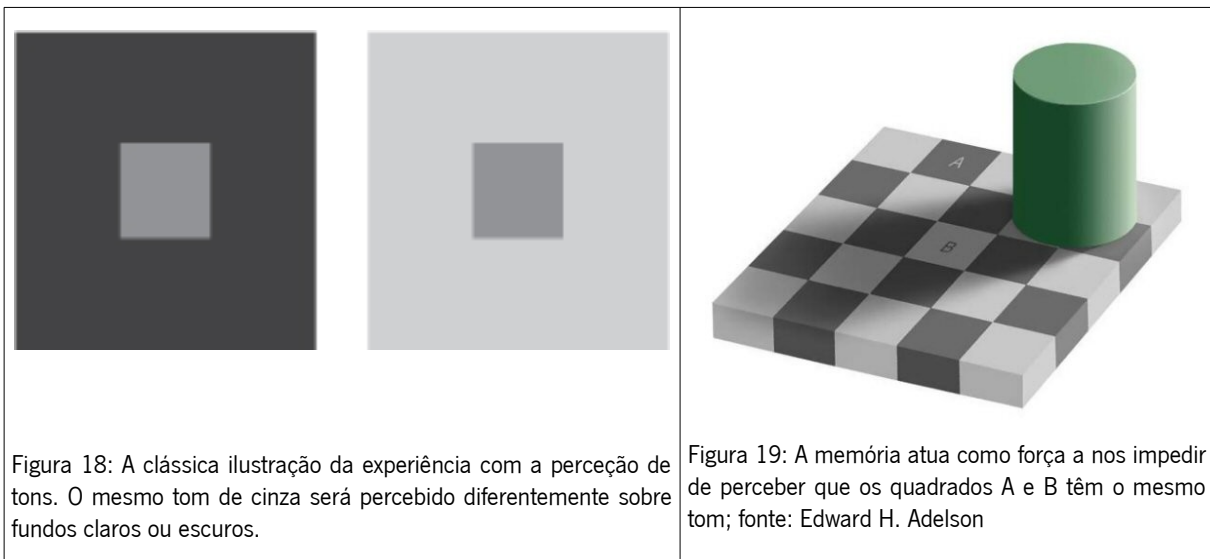 A
B
Figura 18: A clássica ilustração da experiência com a perceção de
tons. O mesmo tom de cinza será percebido diferentemente sobre
fundos claros ou escuros.
Figura 19: A memória atua como força a nos impedir
de perceber que os quadrados A e B têm o mesmo
tom; fonte: Edward H. Adelson